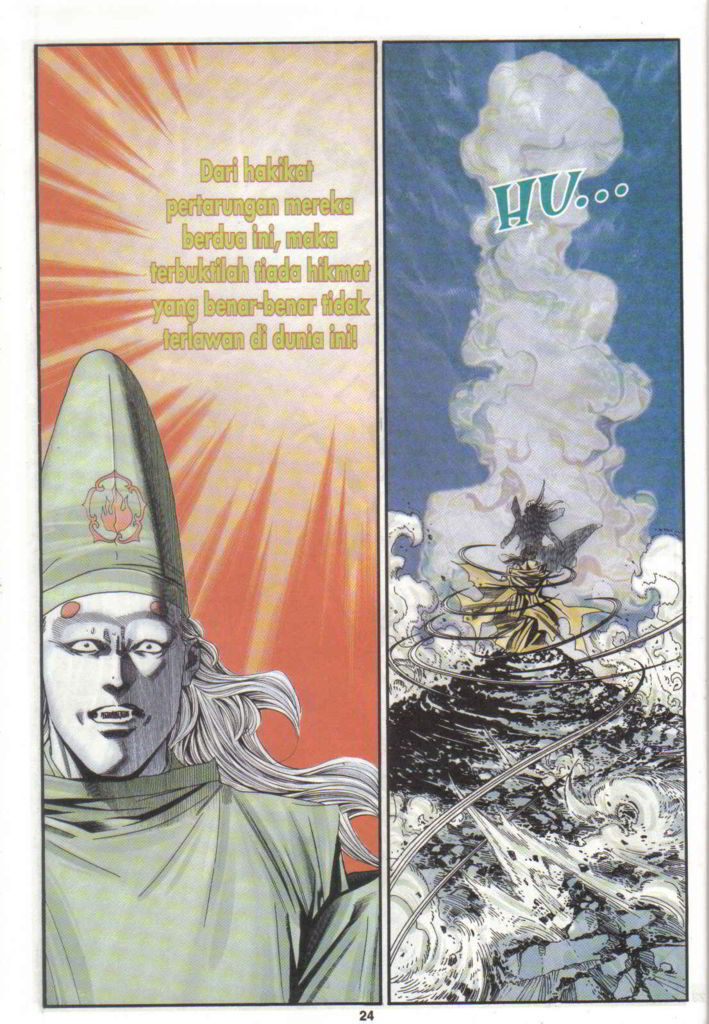 Dari hakikat
pertarungan mereka
berdua ini, maka
terbuktilah tiada hikmat
yang benar-benar tidak
terlawan di dunia ini!
HU...
24